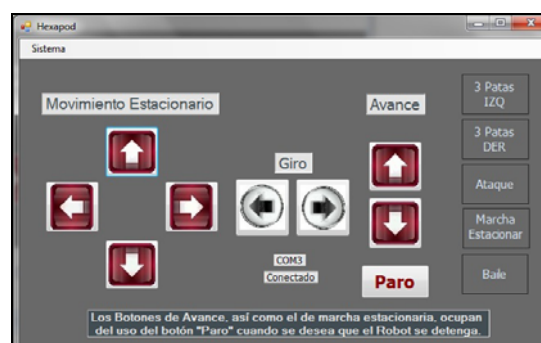 Hexapod
Sistema
Movimiento Estacionario
Avance
Giro
COM3
Conectado
Paro
3 Patas
IZQ
3 Patas
DER
Ataque
Marcha
Estacionar
Baile
Los Botones de Avance, así como el de marcha estacionaria, ocupan
del uso del botón "Paro" cuando se desea que el Robot se detenga.